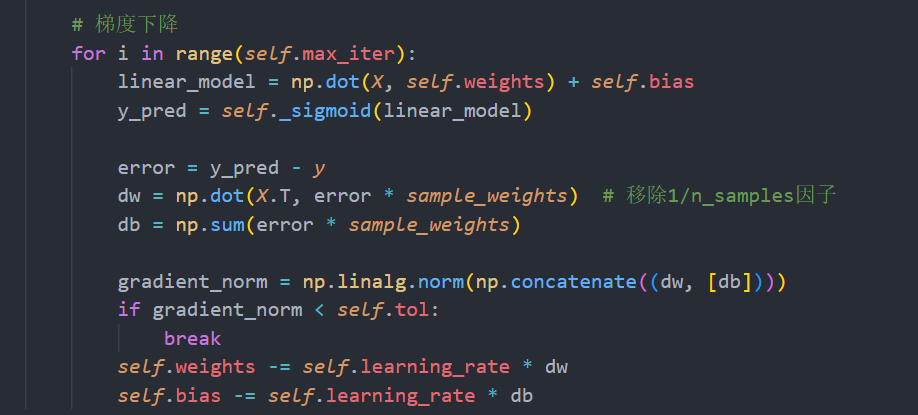 # 梯度下降
for i in range(self.max_iter):
linear_model = np.dot(X, self.weights) + self.bias
y_pred = self._sigmoid(linear_model)
error = y_pred - y
dw = np.dot(X.T, error * sample_weights)  # 移除1/n_samples因子
db = np.sum(error * sample_weights)
gradient_norm = np.linalg.norm(np.concatenate((dw, [db])))
if gradient_norm < self.tol:
break
self.weights -= self.learning_rate * dw
self.bias -= self.learning_rate * db